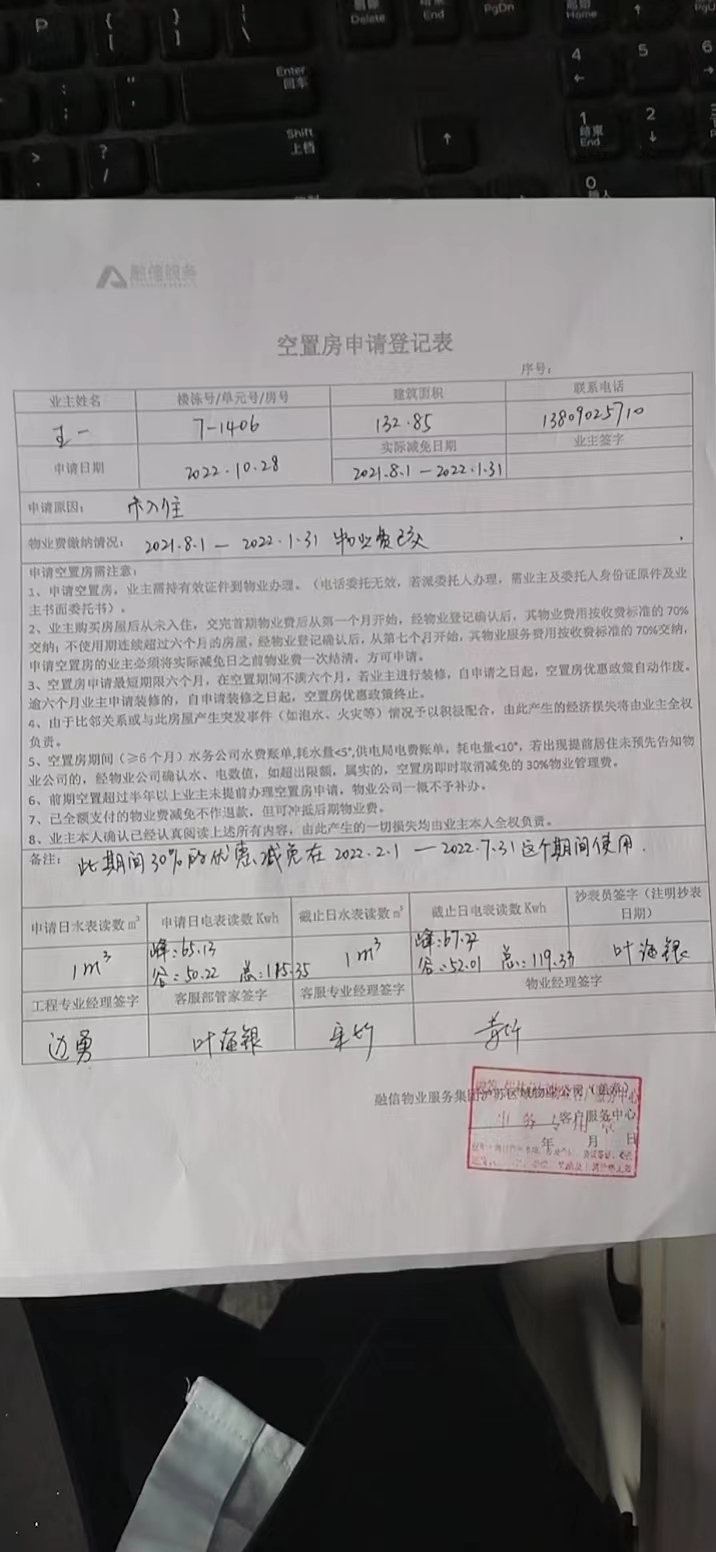 P
{
[
}
]
|
\
Delete
End
PgDn
Home
↑
PgU
4
←
5
6
:
;
"
'
Enter
回车
1
结束
End
2
↓
>
.
?
/
Shift
上档
↑
0
融信服务
空置房申请登记表
序号:
业主姓名 楼栋号/单元号/房号 建筑面积 联系电话
王一 7-1406 132.85 13809025710
实际减免日期 业主签字
申请日期 2022.10.28 2021.8.1 — 2022.1.31
申请原因: 未入住
物业费缴纳情况: 2021.8.1 — 2022.1.31 物业费已交
申请空置房需注意:
1、申请空置房,业主需持有效证件到物业办理。(电话委托无效,若派委托人办理,需业主及委托人身份证原件及业
主书面委托书)。
2、业主购买房屋后从未入住,交完首期物业费后从第一个月开始,经物业登记确认后,其物业费用按收费标准的 70%
交纳;不使用期连续超过六个月的房屋,经物业登记确认后,从第七个月开始,其物业服务费用按收费标准的 70%交纳,
申请空置房的业主必须将实际减免日之前物业费一次结清,方可申请。
3、空置房申请最短期限六个月,在空置期间不满六个月,若业主进行装修,自申请之日起,空置房优惠政策自动作废。
逾六个月业主申请装修的,自申请装修之日起,空置房优惠政策终止。
4、由于比邻关系或与此房屋产生突发事件(如泡水、火灾等)情况予以积极配合,由此产生的经济损失将由业主全权
负责。
5、空置房期间(≥6 个月)水务公司水费账单,耗水量<5°,供电局电费账单,耗电量<10°,若出现提前居住未预先告知物
业公司的,经物业公司确认水、电数值,如超出限额,属实的,空置房即时取消减免的 30%物业管理费。
6、前期空置超过半年以上业主未提前办理空置房申请,物业公司一概不予补办。
7、已全额支付的物业费减免不作退款,但可冲抵后期物业费。
8、业主本人确认已经认真阅读上述所有内容,由此产生的一切损失均由业主本人全权负责。
备注: 此期间30%的优惠减免在 2022.2.1 — 2022.7.31这个期间使用.
申请日水表读数 m³ 申请日电表读数 Kwh 截止日水表读数 m³ 截止日电表读数 Kwh 沙表员签字(注明抄表
日期)
1m³ 峰:65.13 1m³ 叶海银
谷:50.22 总:115.35 谷:52.01 总:119.33
工程专业经理签字 客服部管家签字 客服专业经理签字 物业经理签字
边勇 叶海银
融信物业服务集团沪苏区域物业公司(盖章)
客户服务中心
年 月 日